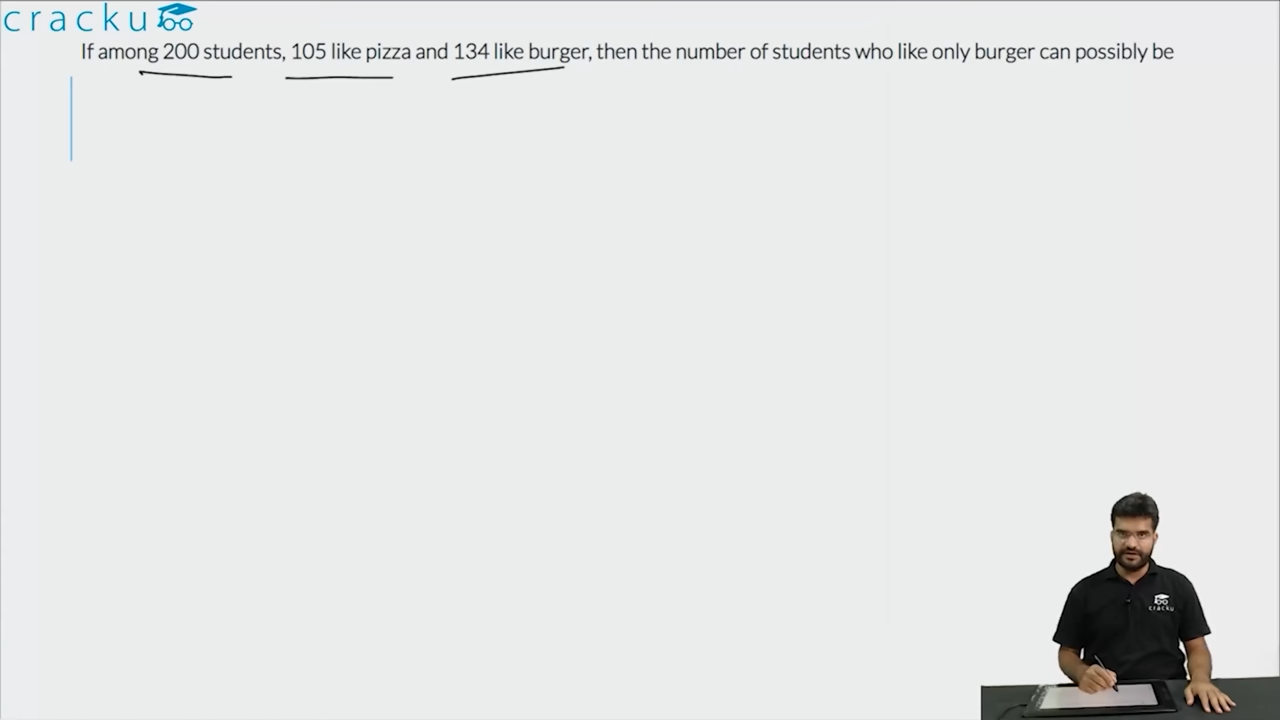 cracku
If among 200 students, 105 like pizza and 134 like burger, then the number of students who like only burger can possibly be
cracku